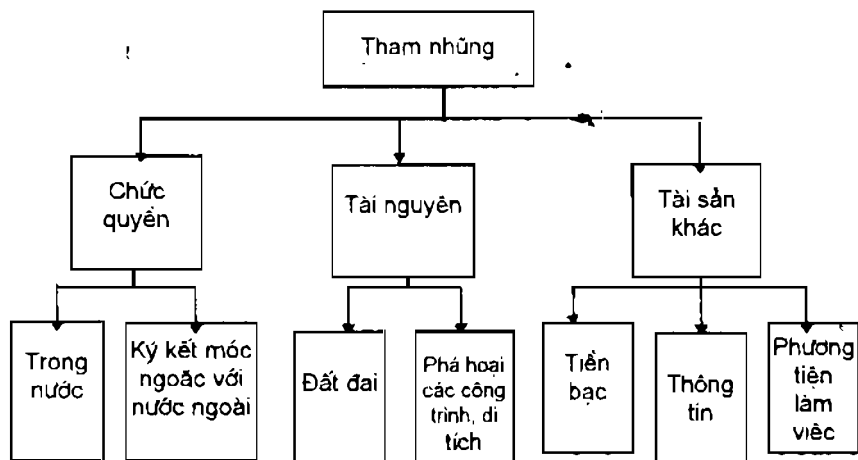 Tham nhũng
Chức
quyền
Tài nguyên
Tài sản
khác
Trong
nước
Ký kết móc
ngoặc với
nước ngoài
Đất đai
Phá hoại
các công
trình, di
tích
Tiền
bạc
Thông
tin
Phương
tiện
làm
việc